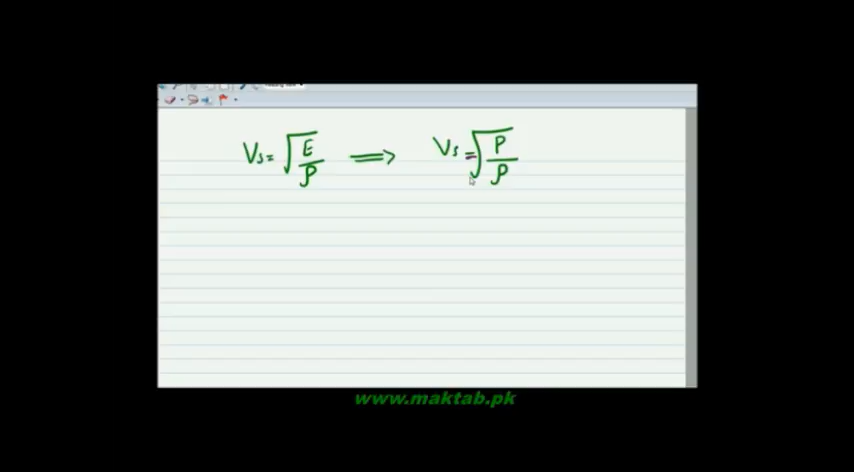 Vs = √(E/ρ) ⟹ Vs = √(P/ρ)
www.maktab.pk